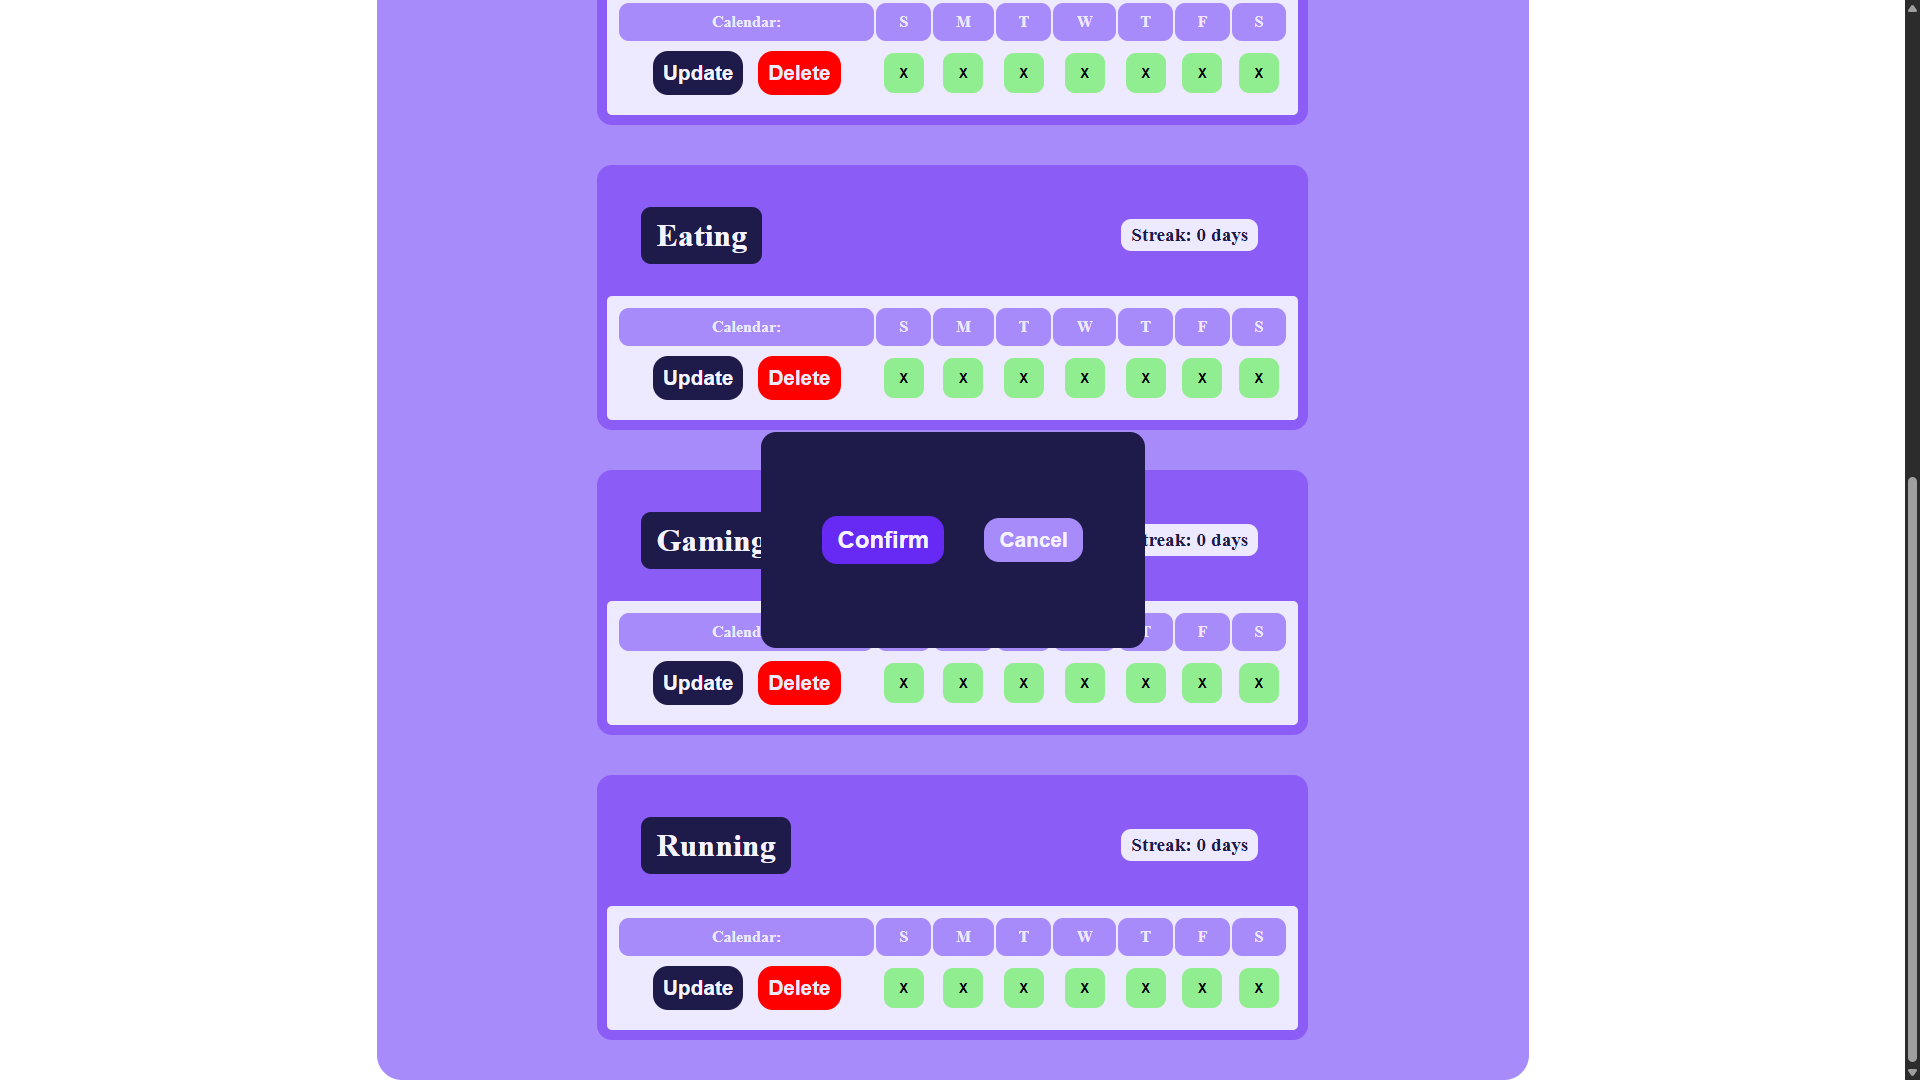 Calendar: S M T W T F S
Update Delete X X X X X X X
Eating Streak: 0 days
Calendar: S M T W T F S
Update Delete X X X X X X X
Gaming Confirm Cancel treak: 0 days
Calend T F S
Update Delete X X X X X X X
Running Streak: 0 days
Calendar: S M T W T F S
Update Delete X X X X X X X